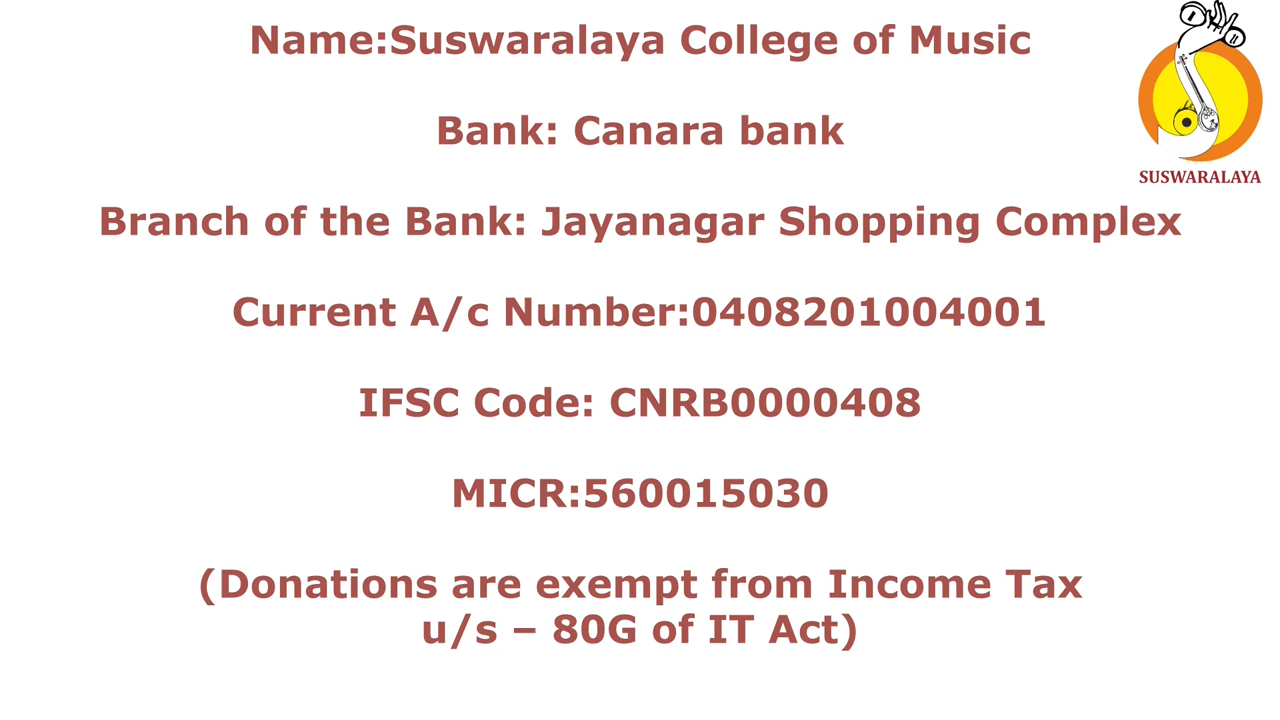 Name:Suswaralaya College of Music
Bank: Canara bank
Branch of the Bank: Jayanagar Shopping Complex
Current A/c Number:0408201004001
IFSC Code: CNRB0000408
MICR:560015030
(Donations are exempt from Income Tax
u/s – 80G of IT Act)
SUSWARALAYA